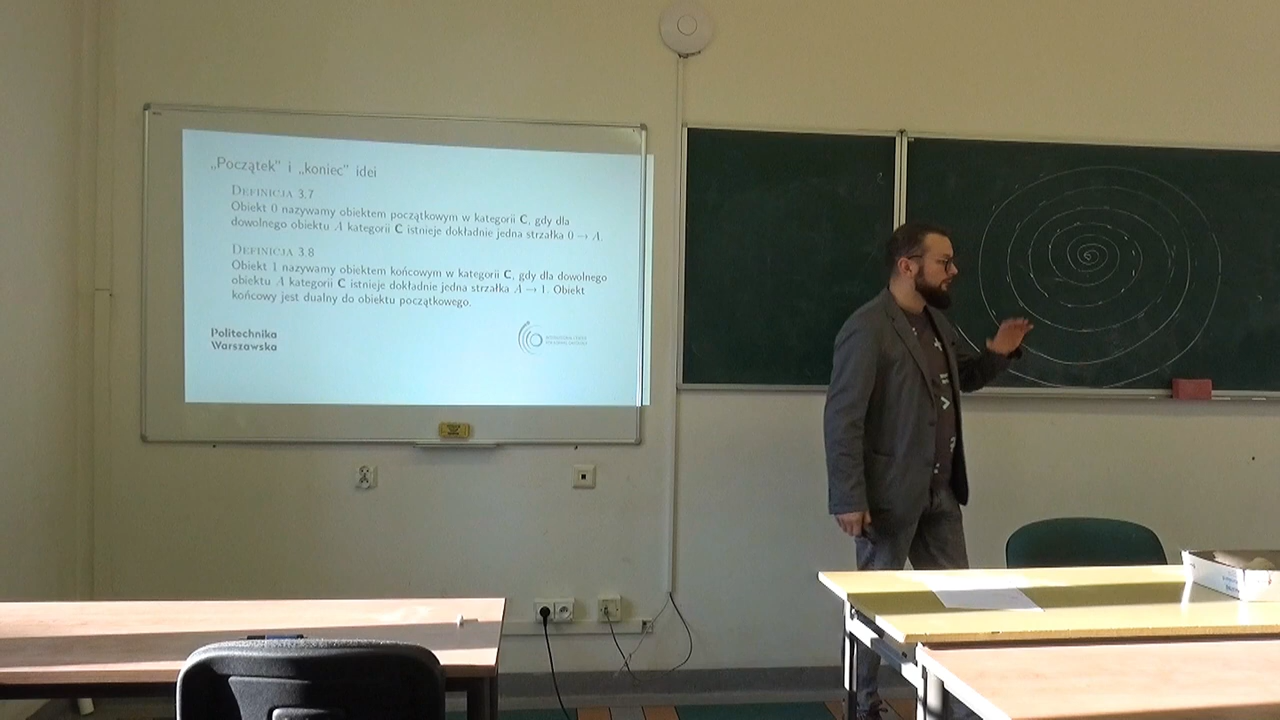 „Początek” i „koniec” idei
Definicja 3.7
Obiekt 0 nazywamy obiektem początkowym w kategorii C, gdy dla
dowolnego obiektu A kategorii C istnieje dokładnie jedna strzałka 0 → A.
Definicja 3.8
Obiekt 1 nazywamy obiektem końcowym w kategorii C, gdy dla dowolnego
obiektu A kategorii C istnieje dokładnie jedna strzałka A → 1. Obiekt
końcowy jest dualny do obiektu początkowego.
Politechnika
Warszawska